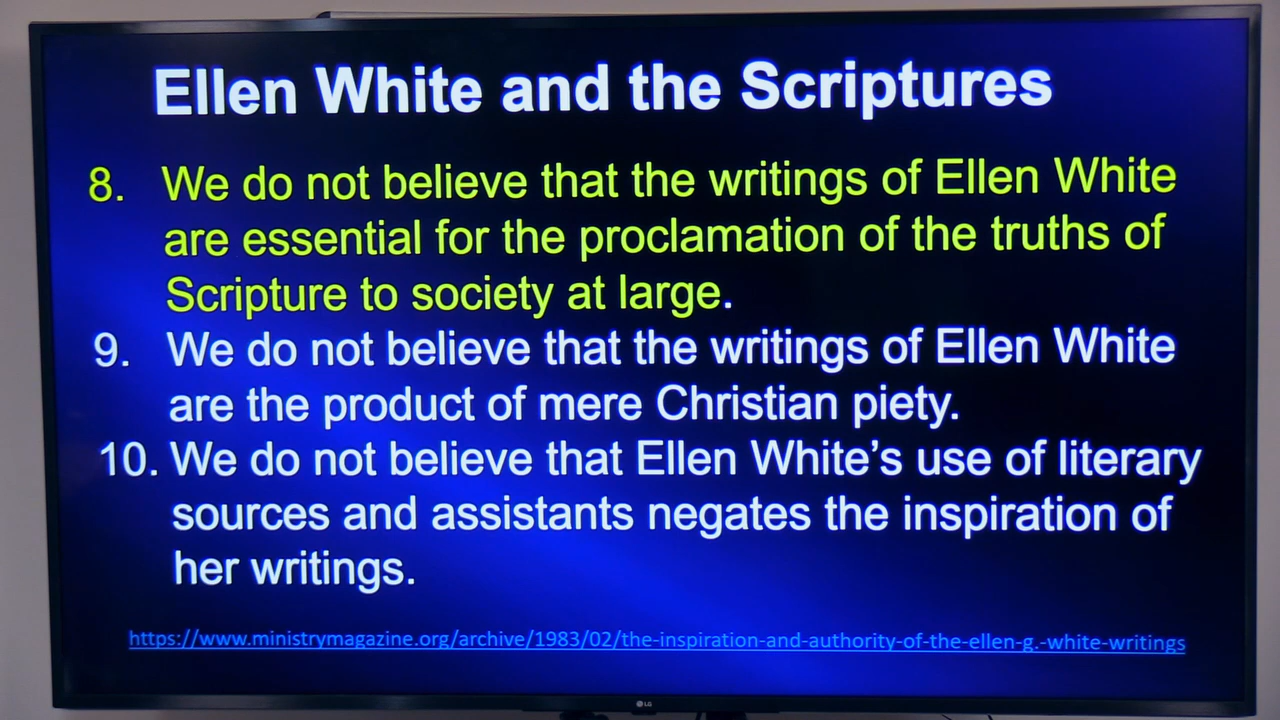 Ellen White and the Scriptures
8. We do not believe that the writings of Ellen White
are essential for the proclamation of the truths of
Scripture to society at large.
9. We do not believe that the writings of Ellen White
are the product of mere Christian piety.
10. We do not believe that Ellen White’s use of literary
sources and assistants negates the inspiration of
her writings.
https://www.ministrymagazine.org/archive/1983/02/the-inspiration-and-authority-of-the-ellen-g.-white-writings
LG